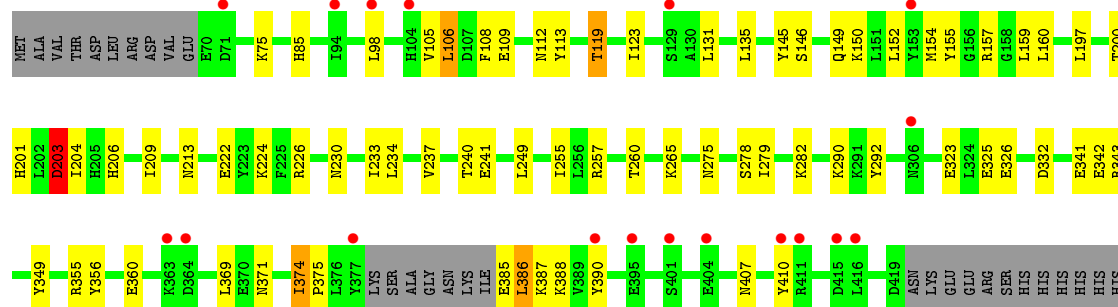 MET ALA VAL THR ASP LEU ARG ASP VAL GLU E70 D71 K75 H85 I94 L98 H104 V105 L106 D107 F108 E109 N112 Y113 T119 I123 S129 A130 L131 L135 Y145 S146 Q149 K150 L151 L152 Y153 M154 Y155 G156 R157 G158 L159 L160 L197 T200
H201 L202 D203 I204 H205 H206 I209 N213 E222 Y223 K224 F225 R226 N230 I233 L234 V237 T240 E241 L249 I255 L256 R257 T260 K265 N275 S278 I279 K282 K290 K291 Y292 N306 E323 L324 E325 E326 D332 E341 E342 R343
Y349 R355 Y356 E360 K363 D364 L369 E370 N371 I374 P375 L376 Y377 LYS SER ALA GLY ASN LYS ILE E385 L386 K387 K388 V389 Y390 E395 S401 E404 N407 Y410 R411 D415 L416 D419 ASN LYS GLU GLU ARG SER HIS HIS HIS HIS HIS HIS